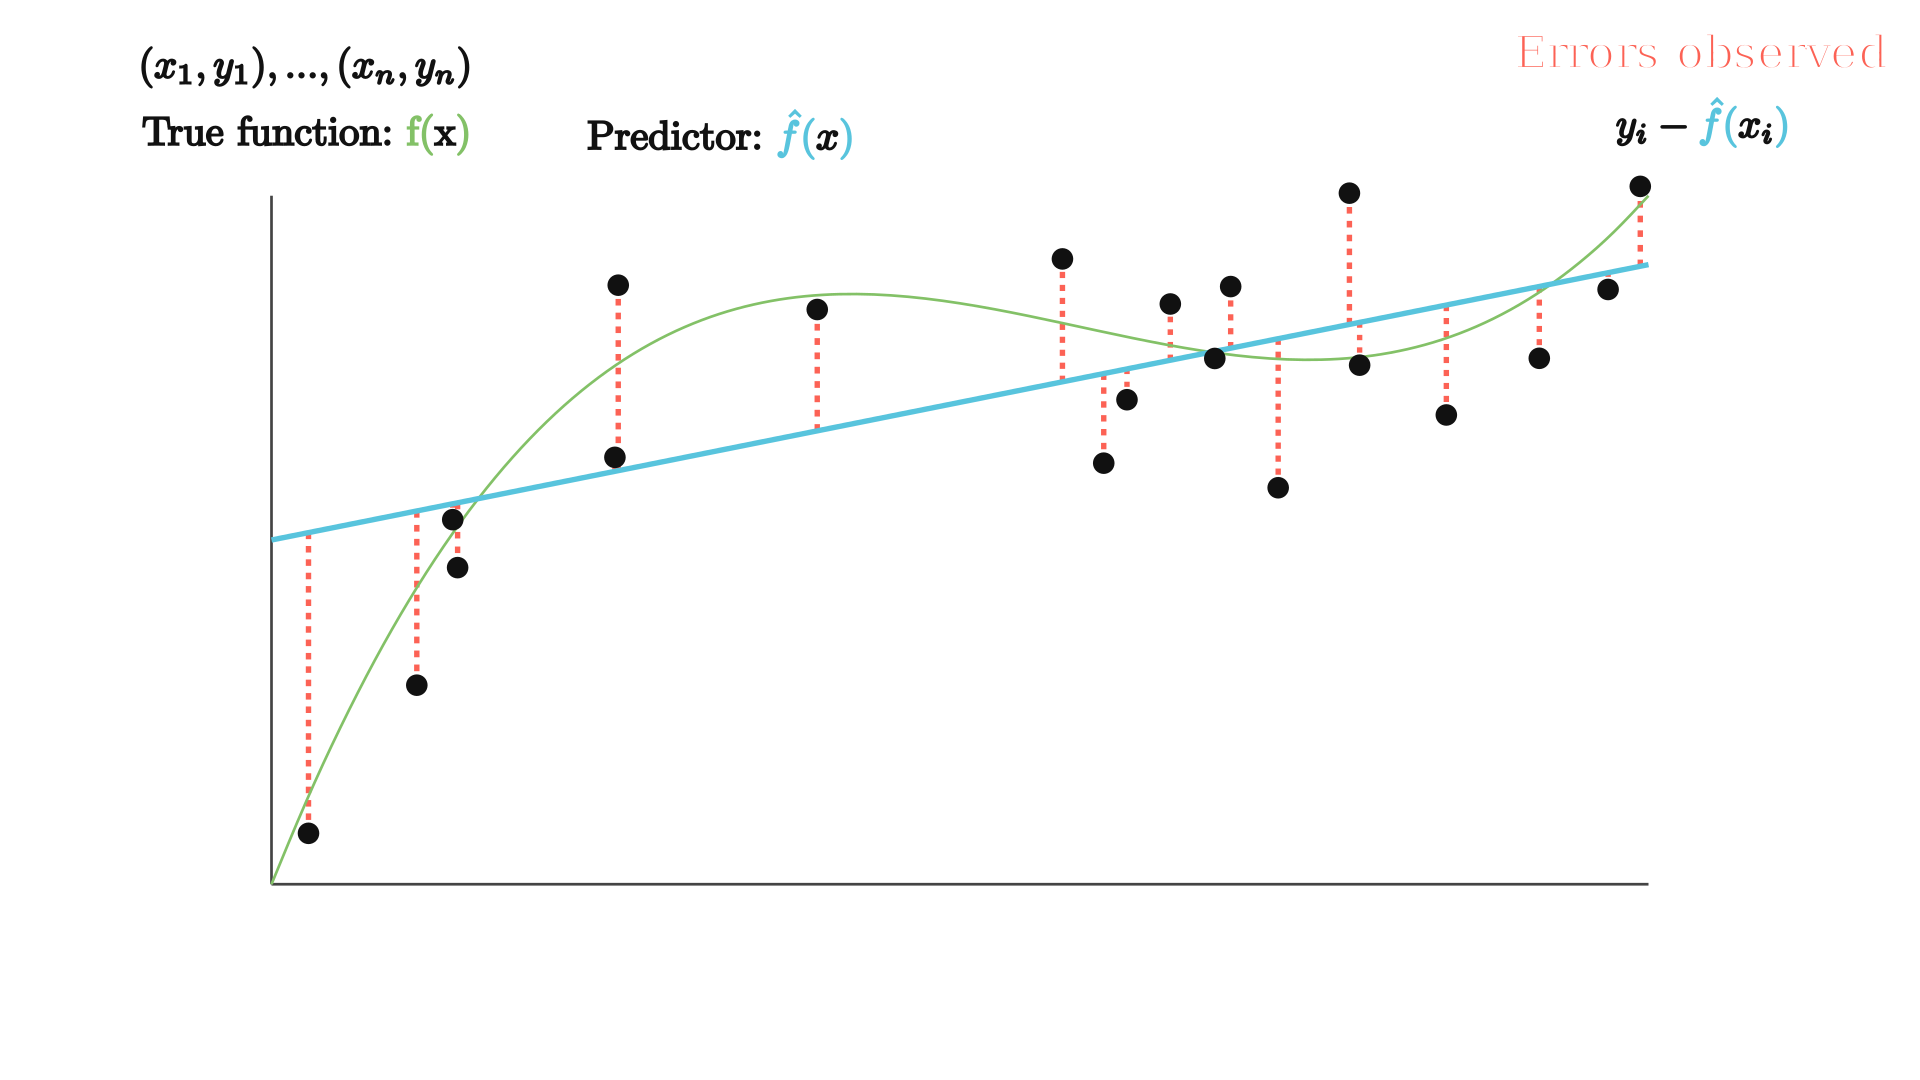 (x₁, y₁), ..., (xₙ, yₙ)
True function: f(x)
Predictor: f̂(x)
Errors observed
yᵢ − f̂(xᵢ)